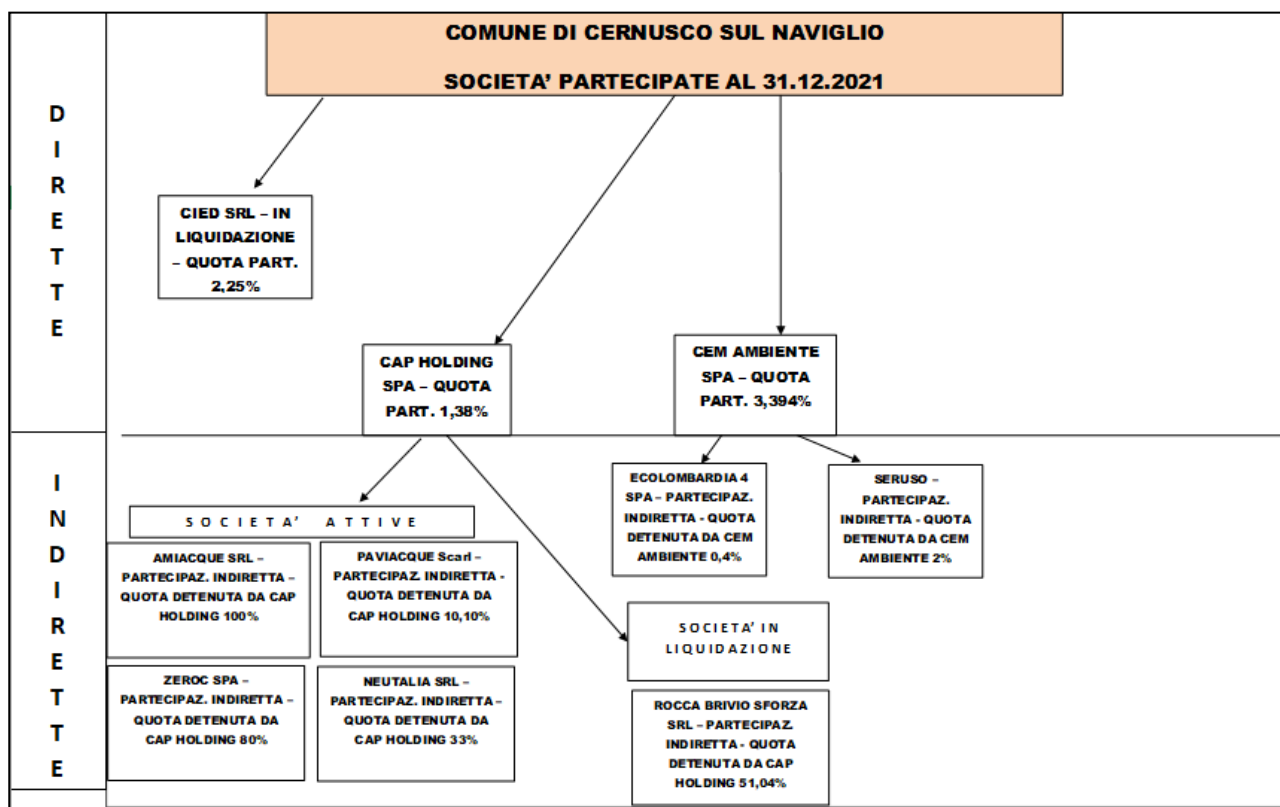 COMUNE DI CERNUSCO SUL NAVIGLIO
SOCIETA’ PARTECIPATE AL 31.12.2021
D
I
R
E
T
T
E
CIED SRL – IN
LIQUIDAZIONE
– QUOTA PART.
2,25%
CAP HOLDING
SPA – QUOTA
PART. 1,38%
CEM AMBIENTE
SPA – QUOTA
PART. 3,394%
I
N
D
I
R
E
T
T
E
SOCIETA’ ATTIVE
AMIACQUE SRL –
PARTECIPAZ. INDIRETTA –
QUOTA DETENUTA DA CAP
HOLDING 100%
PAVIACQUE Scarl –
PARTECIPAZ. INDIRETTA -
QUOTA DETENUTA DA
CAP HOLDING 10,10%
ZEROC SPA –
PARTECIPAZ. INDIRETTA –
QUOTA DETENUTA DA
CAP HOLDING 80%
NEUTALIA SRL –
PARTECIPAZ. INDIRETTA –
QUOTA DETENUTA DA
CAP HOLDING 33%
ECOLOMBARDIA 4
SPA – PARTECIPAZ.
INDIRETTA - QUOTA
DETENUTA DA CEM
AMBIENTE 0,4%
SERUSO –
PARTECIPAZ.
INDIRETTA - QUOTA
DETENUTA DA CEM
AMBIENTE 2%
SOCIETA’ IN
LIQUIDAZIONE
ROCCA BRIVIO SFORZA
SRL – PARTECIPAZ.
INDIRETTA - QUOTA
DETENUTA DA CAP
HOLDING 51,04%